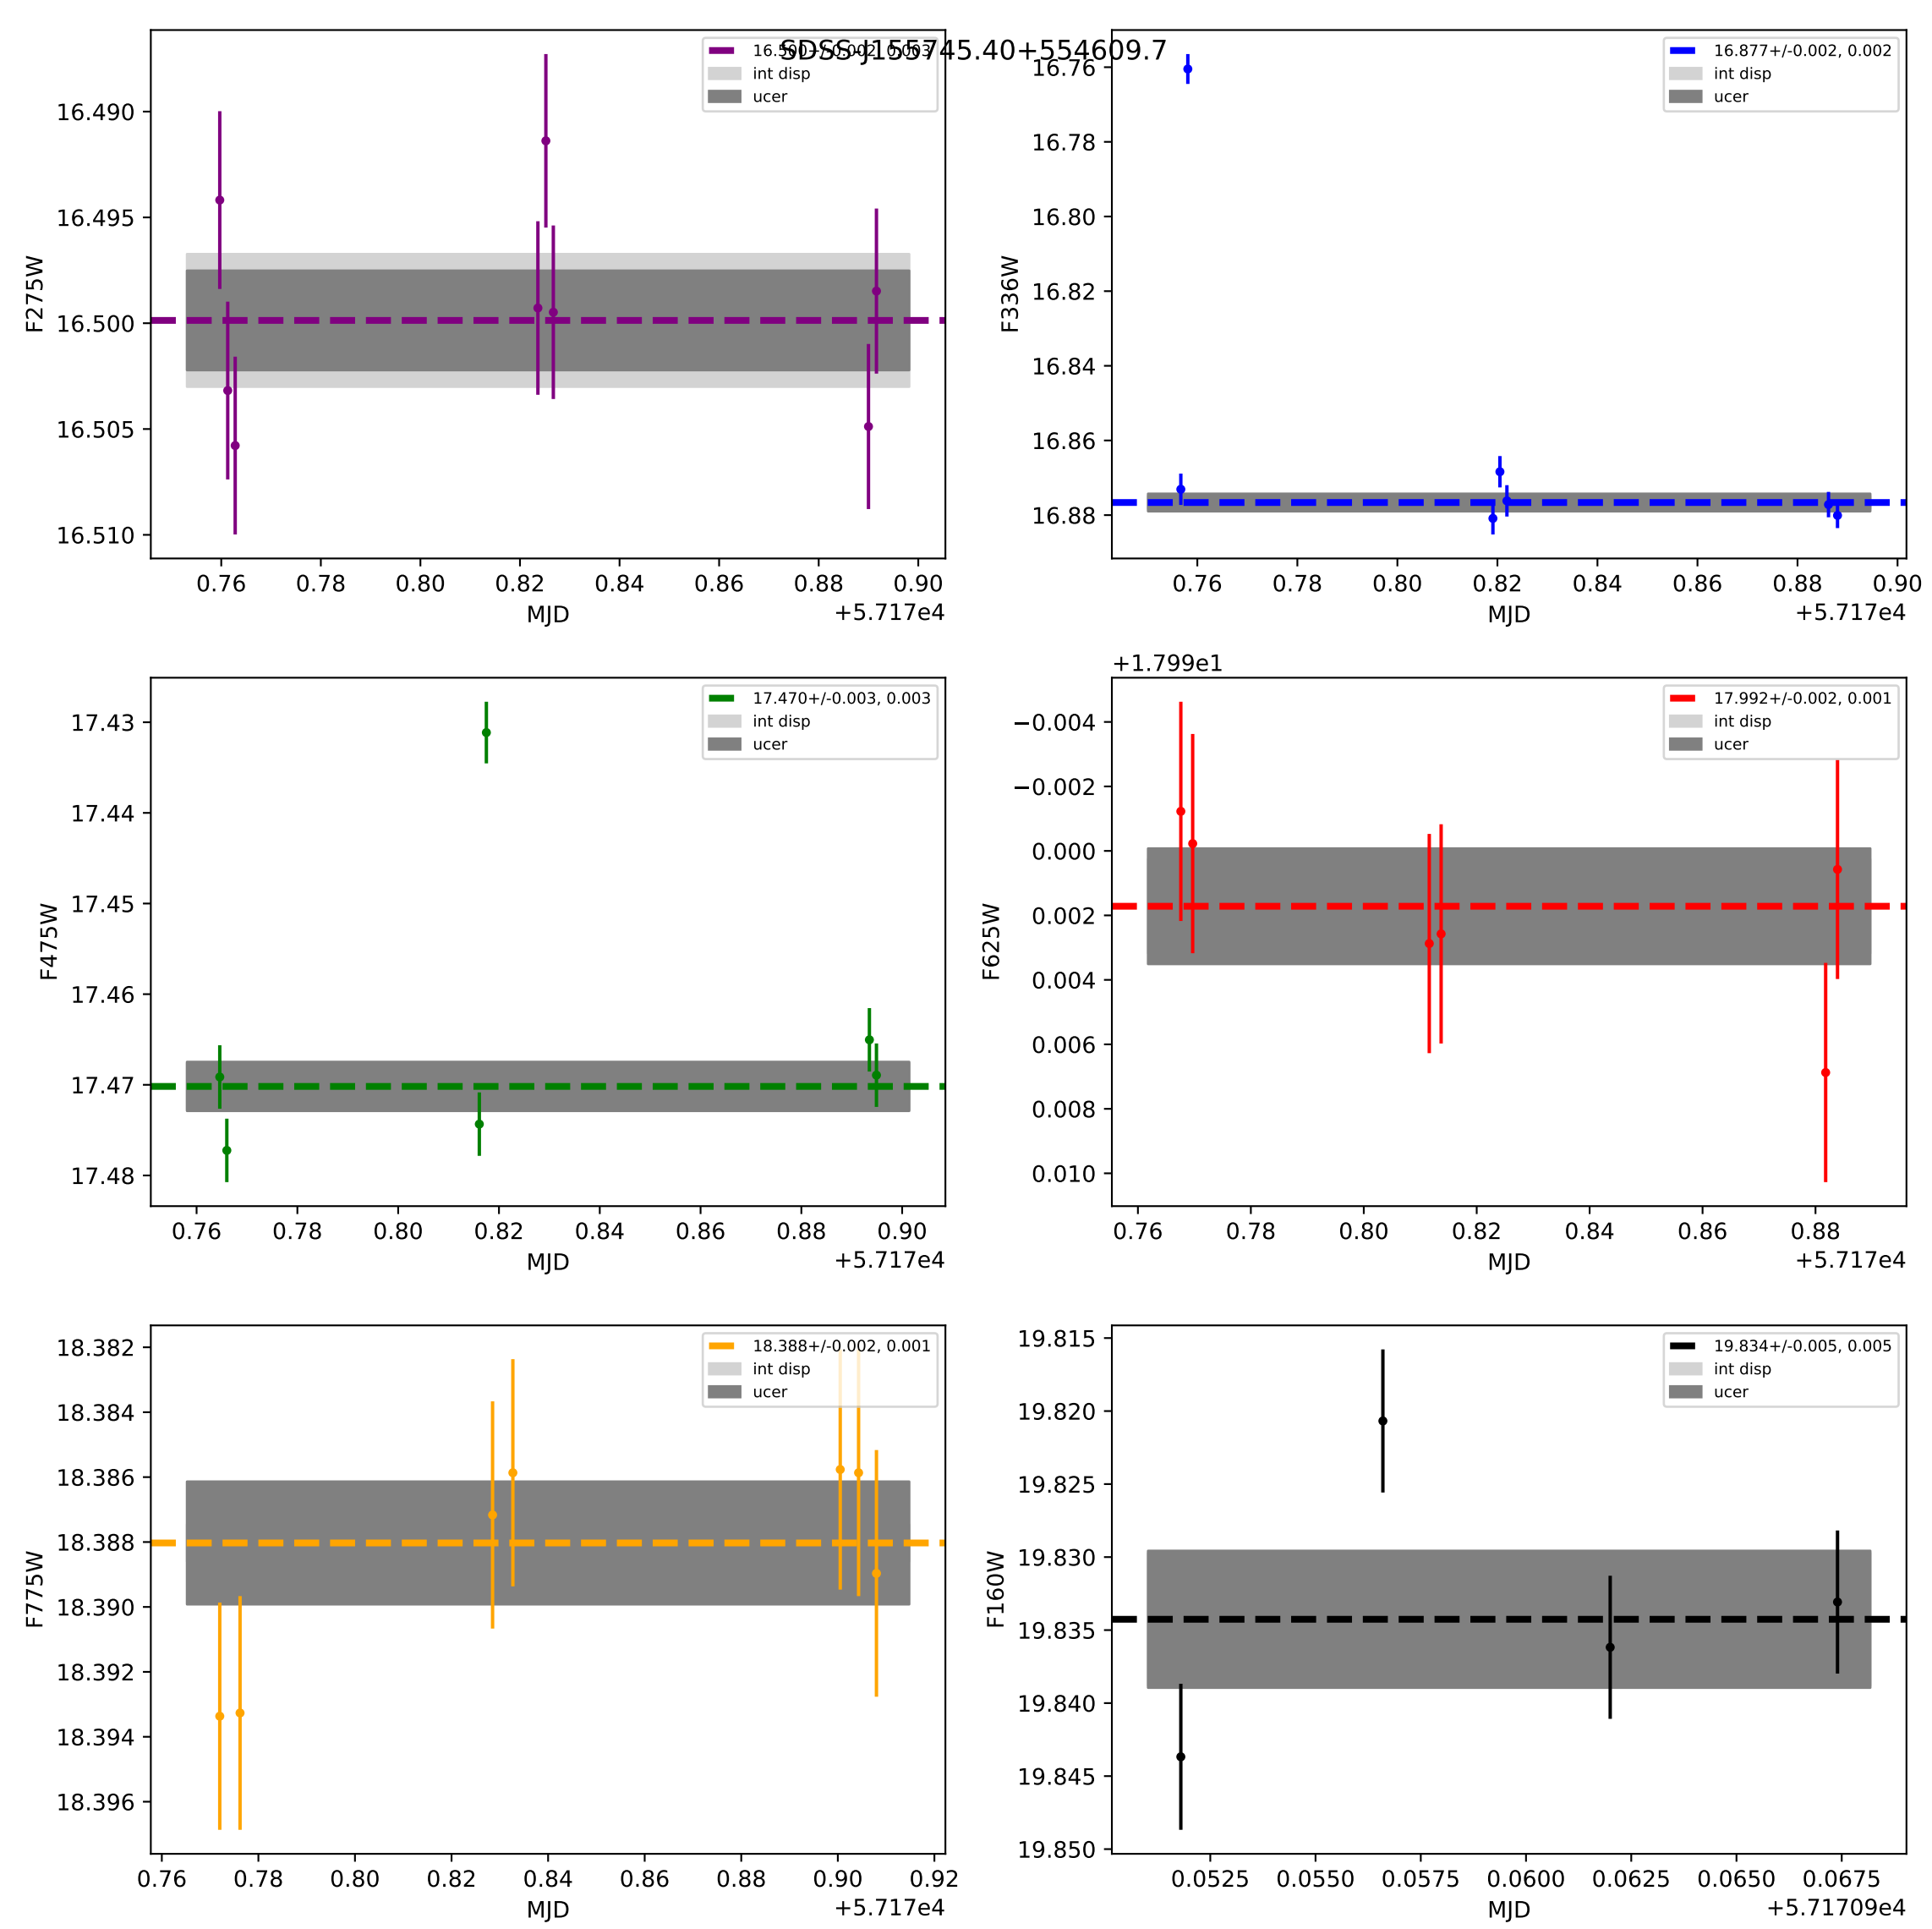 SDSS-J155745.40+554609.7
F275W
16.490
16.495
16.500
16.505
16.510
16.500+/-0.002, 0.003
int disp
ucer
0.76 0.78 0.80 0.82 0.84 0.86 0.88 0.90
MJD
+5.717e4
F336W
16.76
16.78
16.80
16.82
16.84
16.86
16.88
16.877+/-0.002, 0.002
int disp
ucer
0.76 0.78 0.80 0.82 0.84 0.86 0.88 0.90
MJD
+5.717e4
F475W
17.43
17.44
17.45
17.46
17.47
17.48
17.470+/-0.003, 0.003
int disp
ucer
0.76 0.78 0.80 0.82 0.84 0.86 0.88 0.90
MJD
+5.717e4
+1.799e1
F625W
−0.004
−0.002
0.000
0.002
0.004
0.006
0.008
0.010
17.992+/-0.002, 0.001
int disp
ucer
0.76 0.78 0.80 0.82 0.84 0.86 0.88
MJD
+5.717e4
F775W
18.382
18.384
18.386
18.388
18.390
18.392
18.394
18.396
18.388+/-0.002, 0.001
int disp
ucer
0.76 0.78 0.80 0.82 0.84 0.86 0.88 0.90 0.92
MJD
+5.717e4
F160W
19.815
19.820
19.825
19.830
19.835
19.840
19.845
19.850
19.834+/-0.005, 0.005
int disp
ucer
0.0525 0.0550 0.0575 0.0600 0.0625 0.0650 0.0675
MJD
+5.71709e4